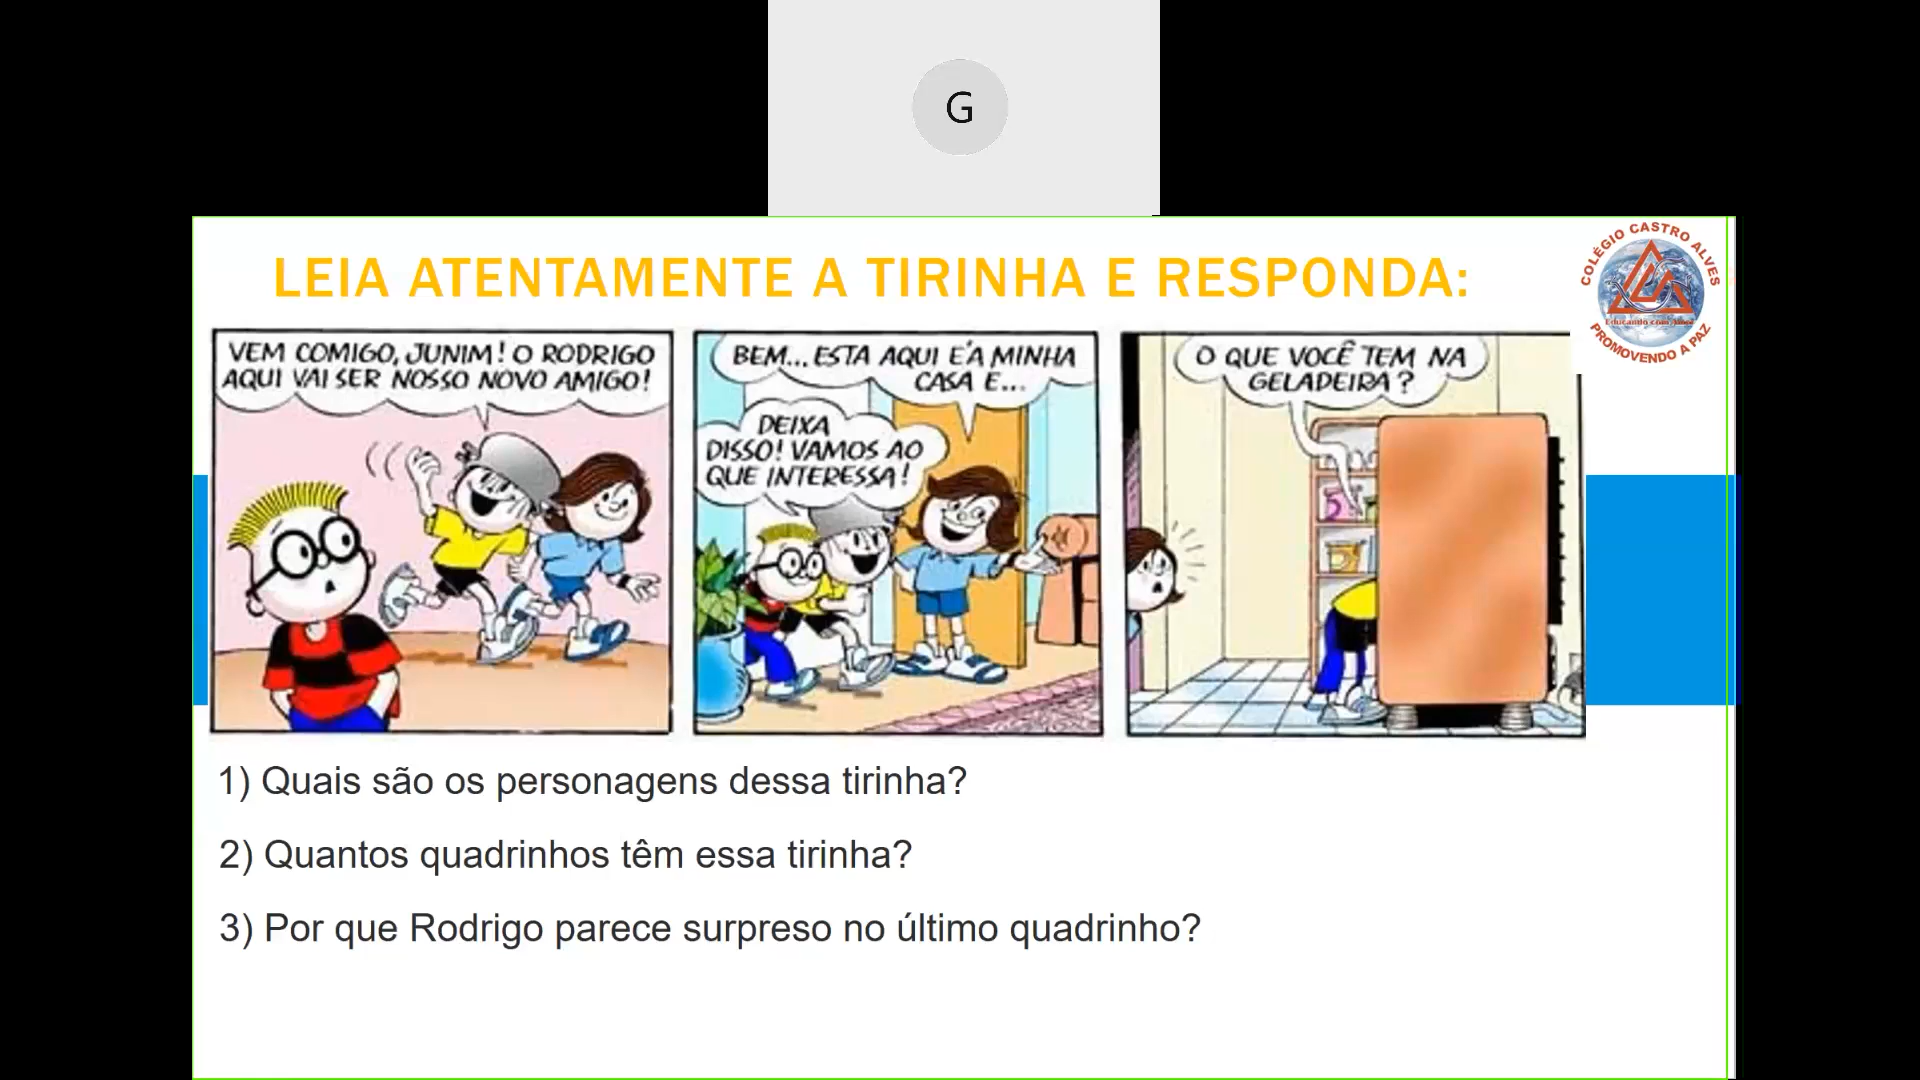 G
LEIA ATENTAMENTE A TIRINHA E RESPONDA:
COLÉGIO CASTRO ALVES
PROMOVENDO A PAZ
VEM COMIGO, JUNIM! O RODRIGO
AQUI VAI SER NOSSO NOVO AMIGO!
BEM... ESTA AQUI É A MINHA
CASA E...
DEIXA
DISSO! VAMOS AO
QUE INTERESSA!
O QUE VOCÊ TEM NA
GELADEIRA?
1) Quais são os personagens dessa tirinha?
2) Quantos quadrinhos têm essa tirinha?
3) Por que Rodrigo parece surpreso no último quadrinho?